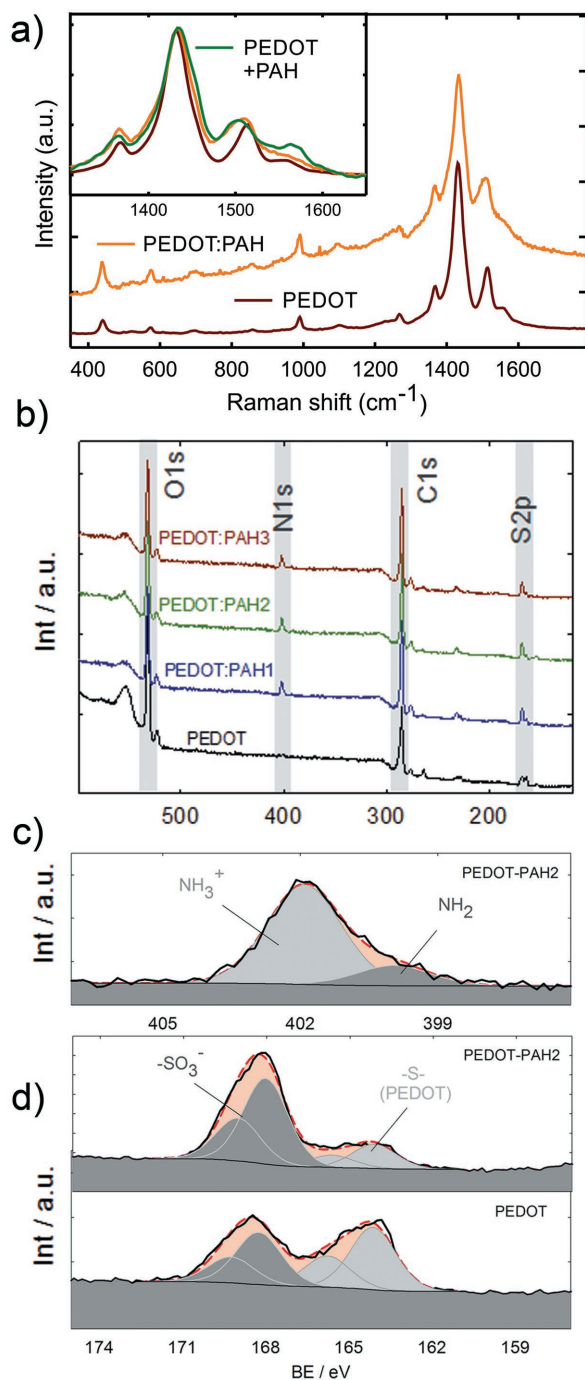 a)
Intensity (a.u.)
PEDOT
+PAH
1400 1500 1600
PEDOT:PAH
PEDOT
400 600 800 1000 1200 1400 1600
Raman shift (cm-1)
b)
Int / a.u.
O1s
N1s
C1s
S2p
PEDOT:PAH3
PEDOT:PAH2
PEDOT:PAH1
PEDOT
500 400 300 200
c)
Int / a.u.
PEDOT-PAH2
NH3+
NH2
405 402 399
d)
Int / a.u.
PEDOT-PAH2
-SO3-
-S-
(PEDOT)
PEDOT
174 171 168 165 162 159
BE / eV